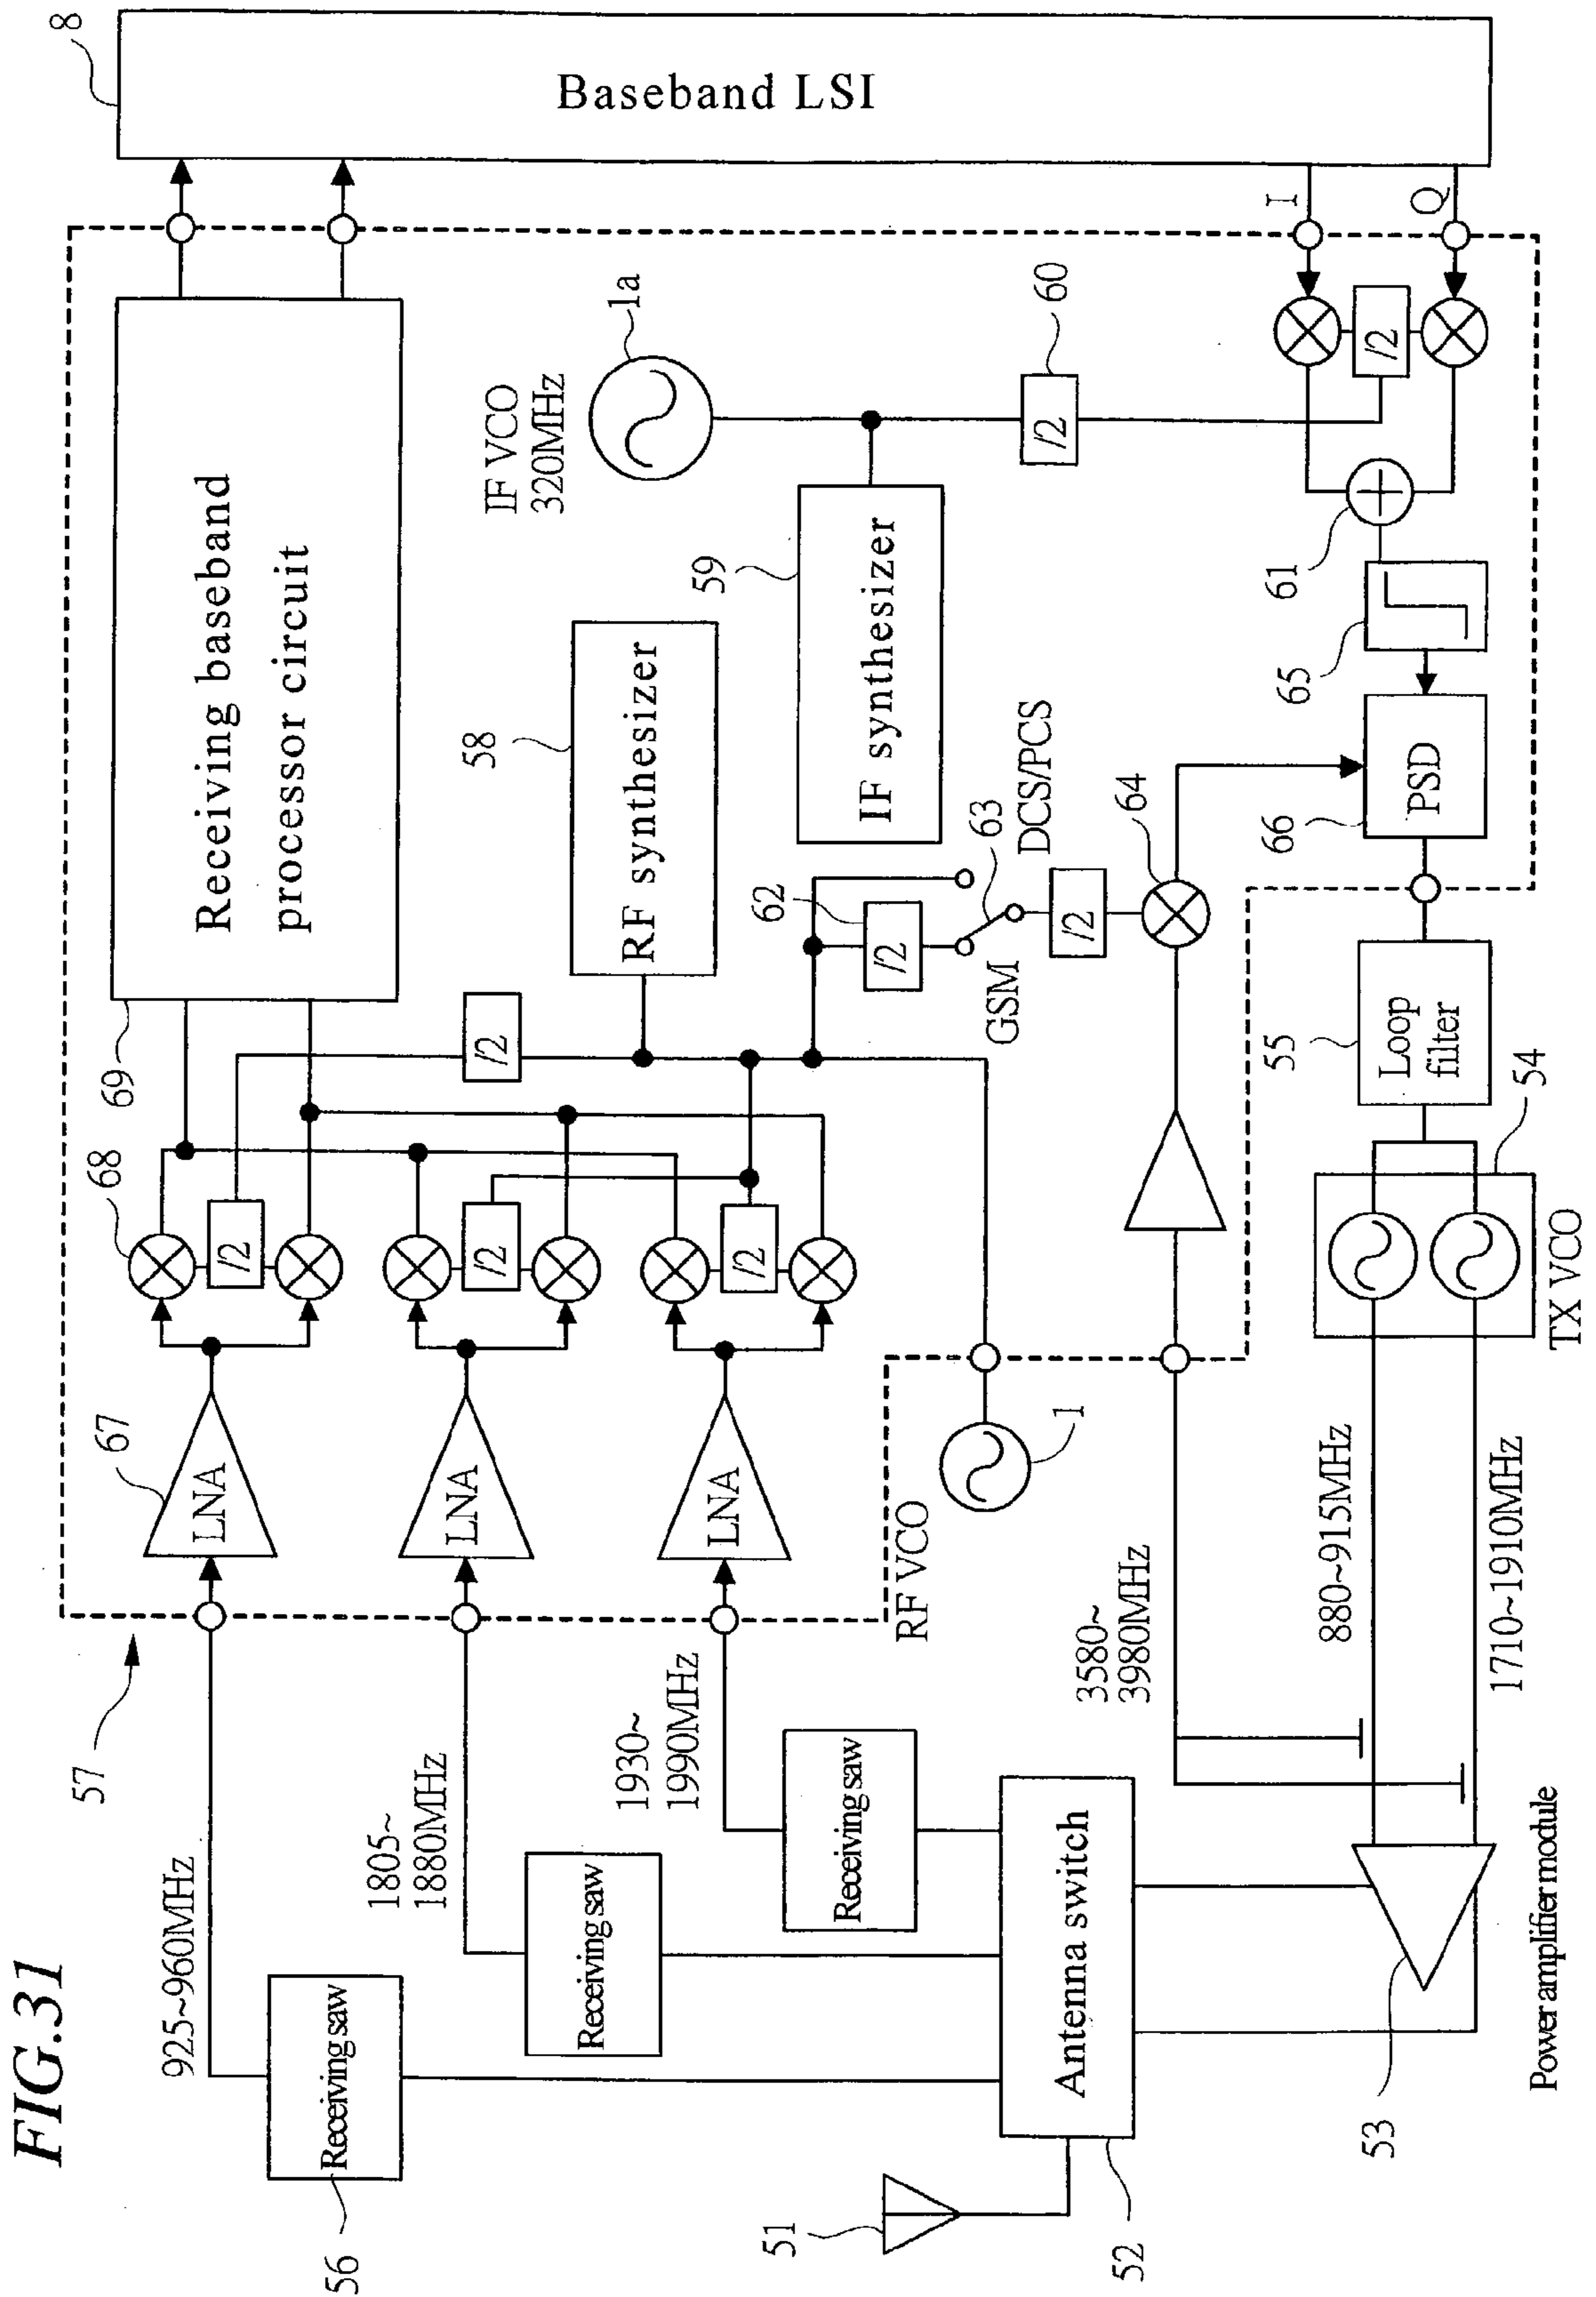 FIG.31
57
925~960MHz
67
LNA
68
69
Receiving baseband
processor circuit
8
Baseband LSI
56
Receiving saw
1805~
1880MHz
LNA
/2
/2
/2
58
RF synthesizer
IF VCO
320MHz
1a
Receiving saw
1930~
1990MHz
LNA
/2
59
IF synthesizer
Receiving saw
RF VCO
1
62
/2
GSM
63
DCS/PCS
/2
60
/2
51
52
Antenna switch
3580~
3980MHz
64
I
Q
/2
61
65
66
PSD
55
Loop
filter
54
TX VCO
880~915MHz
1710~1910MHz
53
Power amplifier module